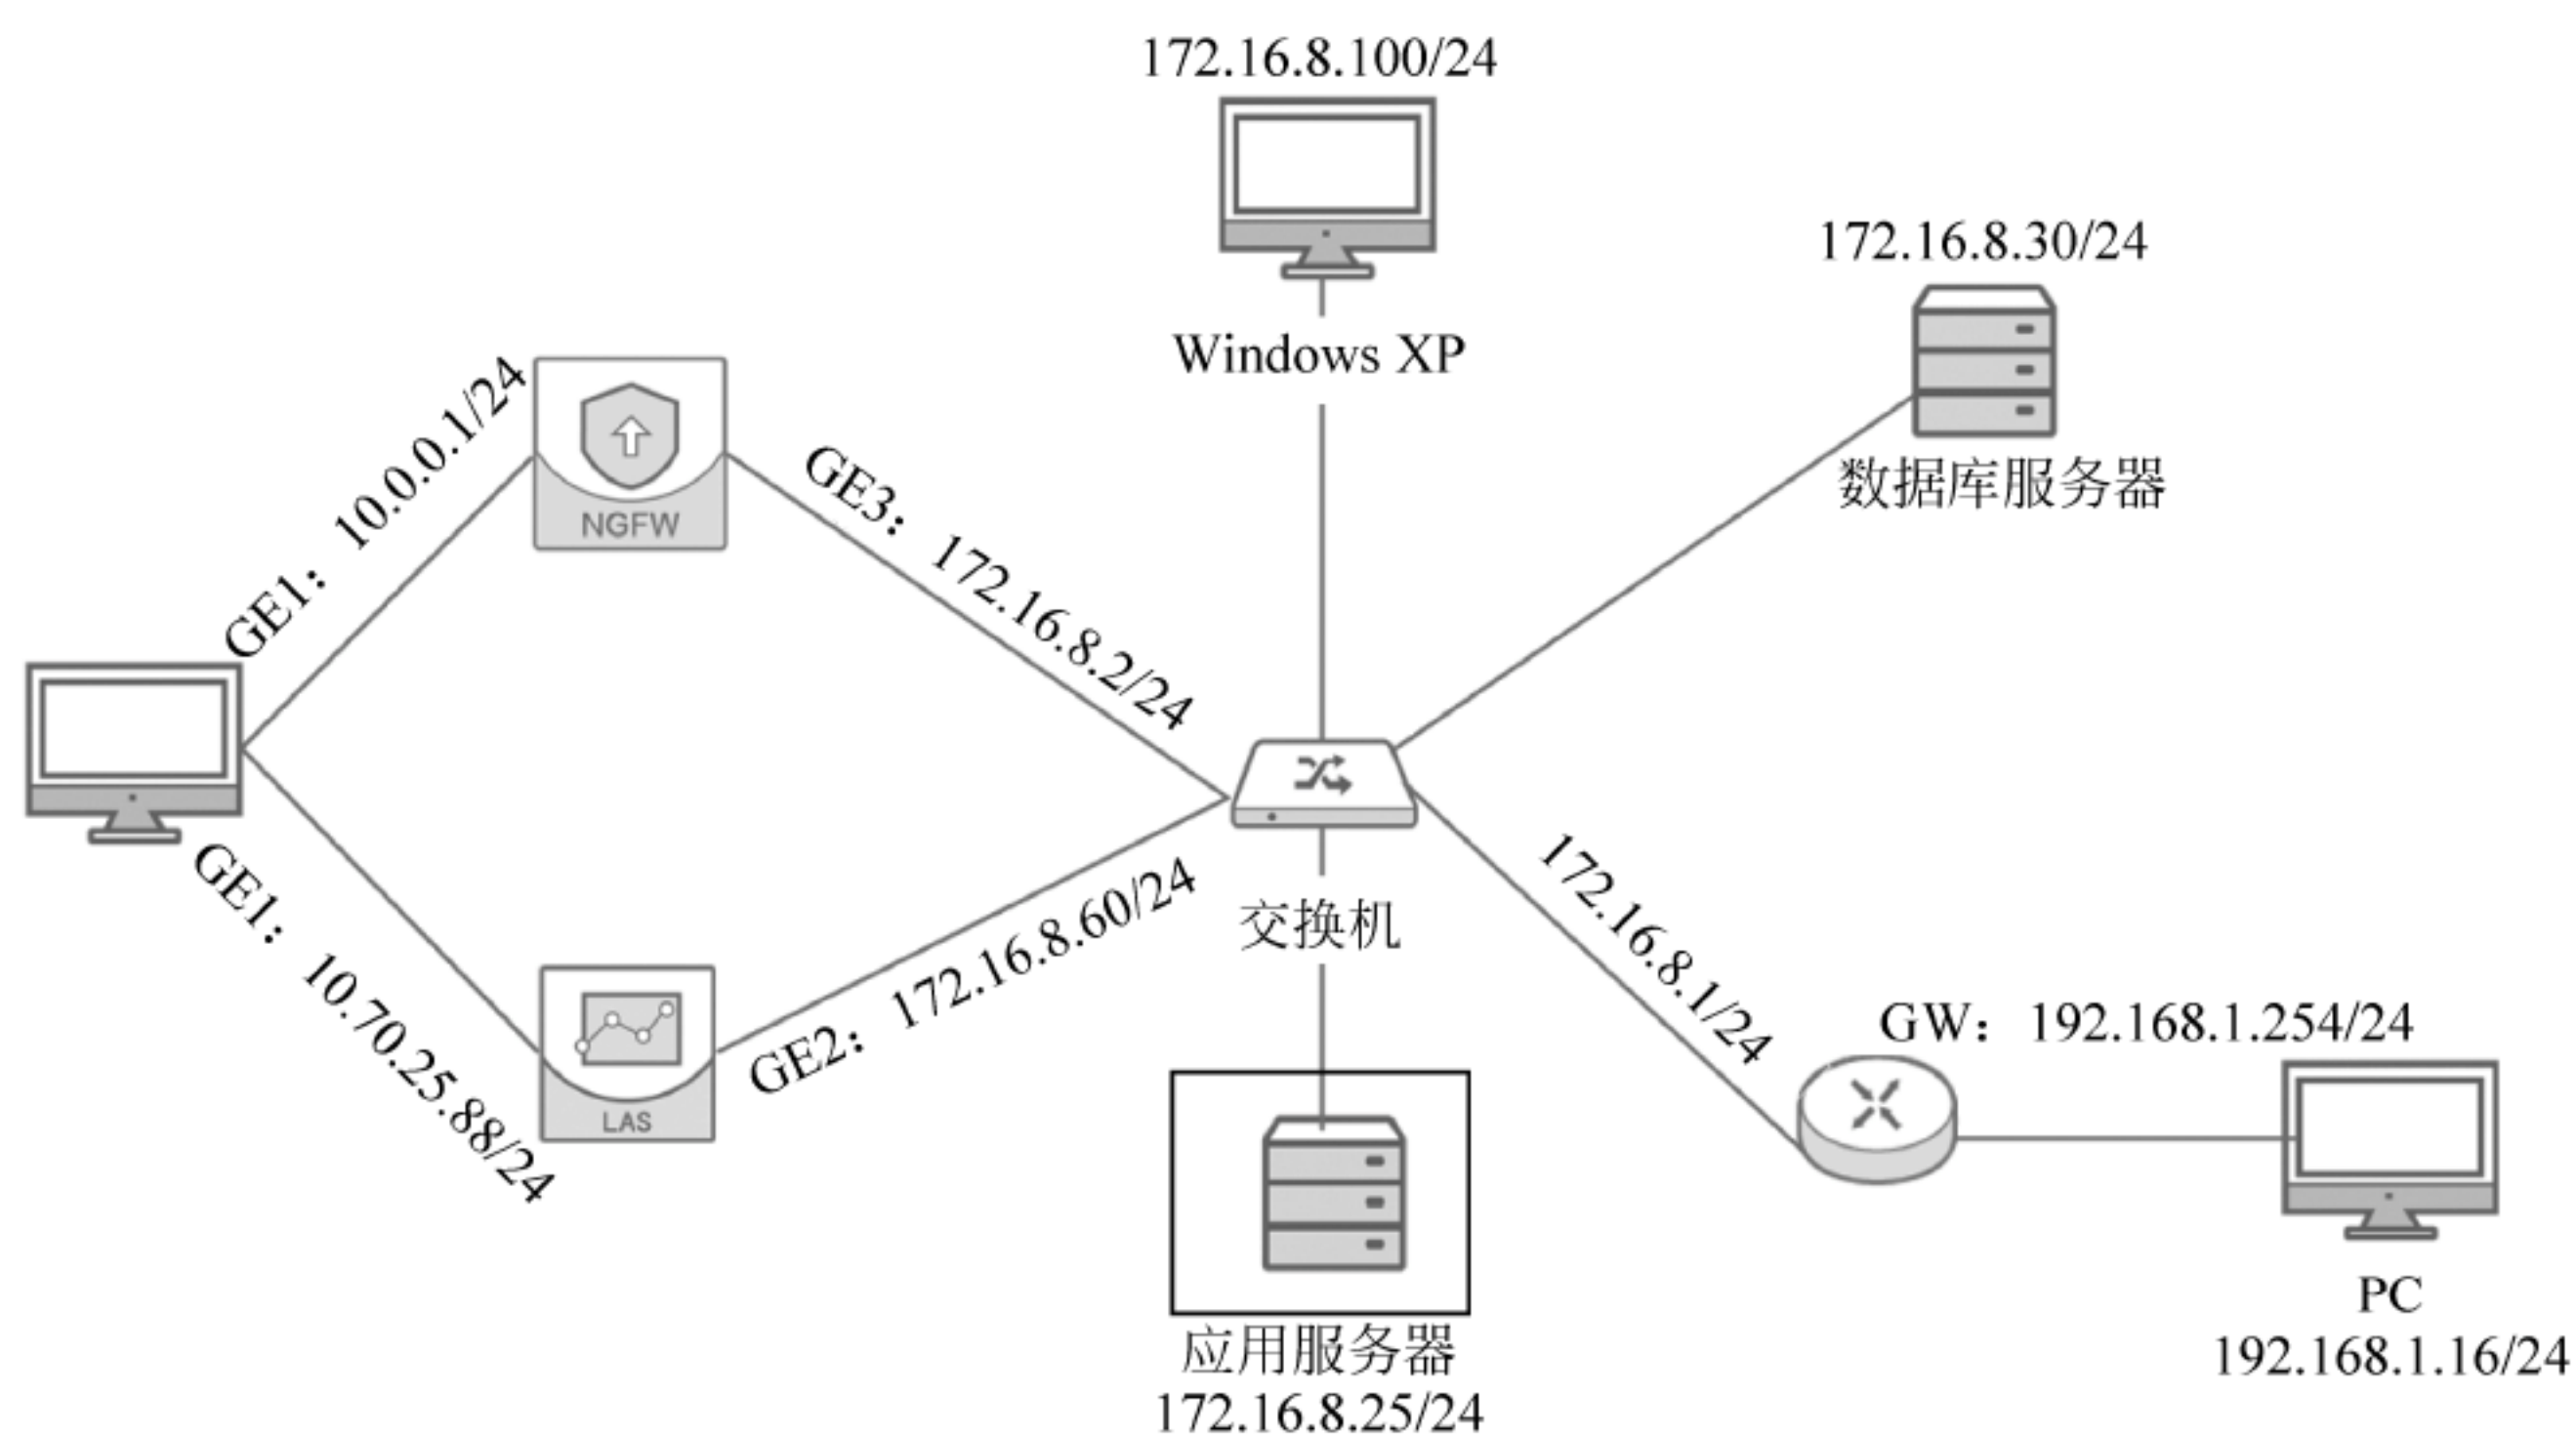 172.16.8.100/24
Windows XP
172.16.8.30/24
数据库服务器
GE1：10.0.0.1/24
NGFW
GE3：172.16.8.2/24
GE1：10.70.25.88/24
LAS
GE2：172.16.8.60/24
交换机
172.16.8.1/24
GW：192.168.1.254/24
PC
192.168.1.16/24
应用服务器
172.16.8.25/24